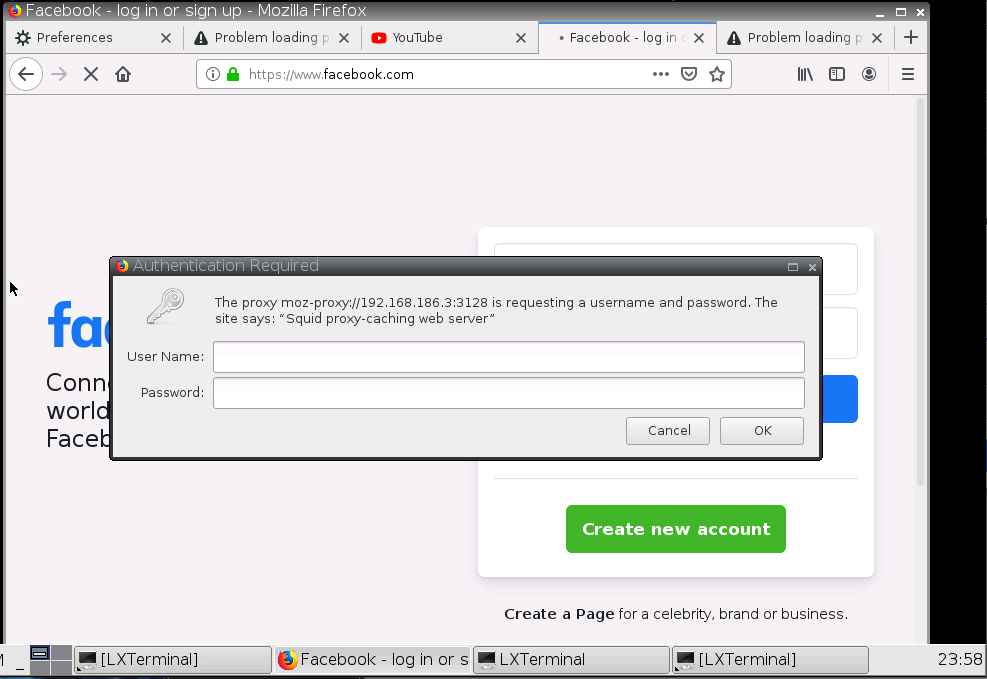 Facebook - log in or sign up - Mozilla Firefox
Preferences
Problem loading p
YouTube
Facebook - log in o
Problem loading p
https://www.facebook.com
Authentication Required
The proxy moz-proxy://192.168.186.3:3128 is requesting a username and password. The
site says: “Squid proxy-caching web server”
User Name:
Password:
Cancel
OK
fac
Conn
world
Faceb
Create new account
Create a Page for a celebrity, brand or business.
[LXTerminal]
Facebook - log in or s
LXTerminal
[LXTerminal]
23:58